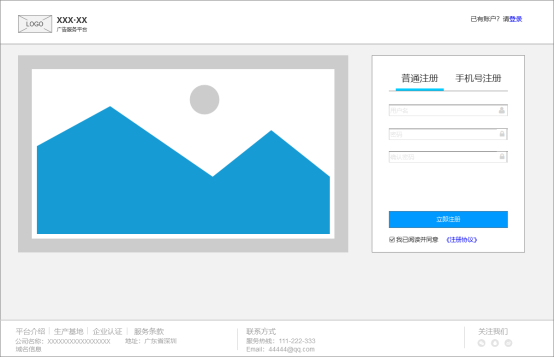 LOGO
XXX·XX
广告服务平台
已有账户？请登录
普通注册
手机号注册
用户名
密码
确认密码
立即注册
我已阅读并同意 《注册协议》
平台介绍 | 生产基地 | 企业认证 | 服务条款
公司名称：XXXXXXXXXXXXXXXXX 地址：广东省深圳
域名信息
联系方式
服务热线：111-222-333
Email：44444@qq.com
关注我们